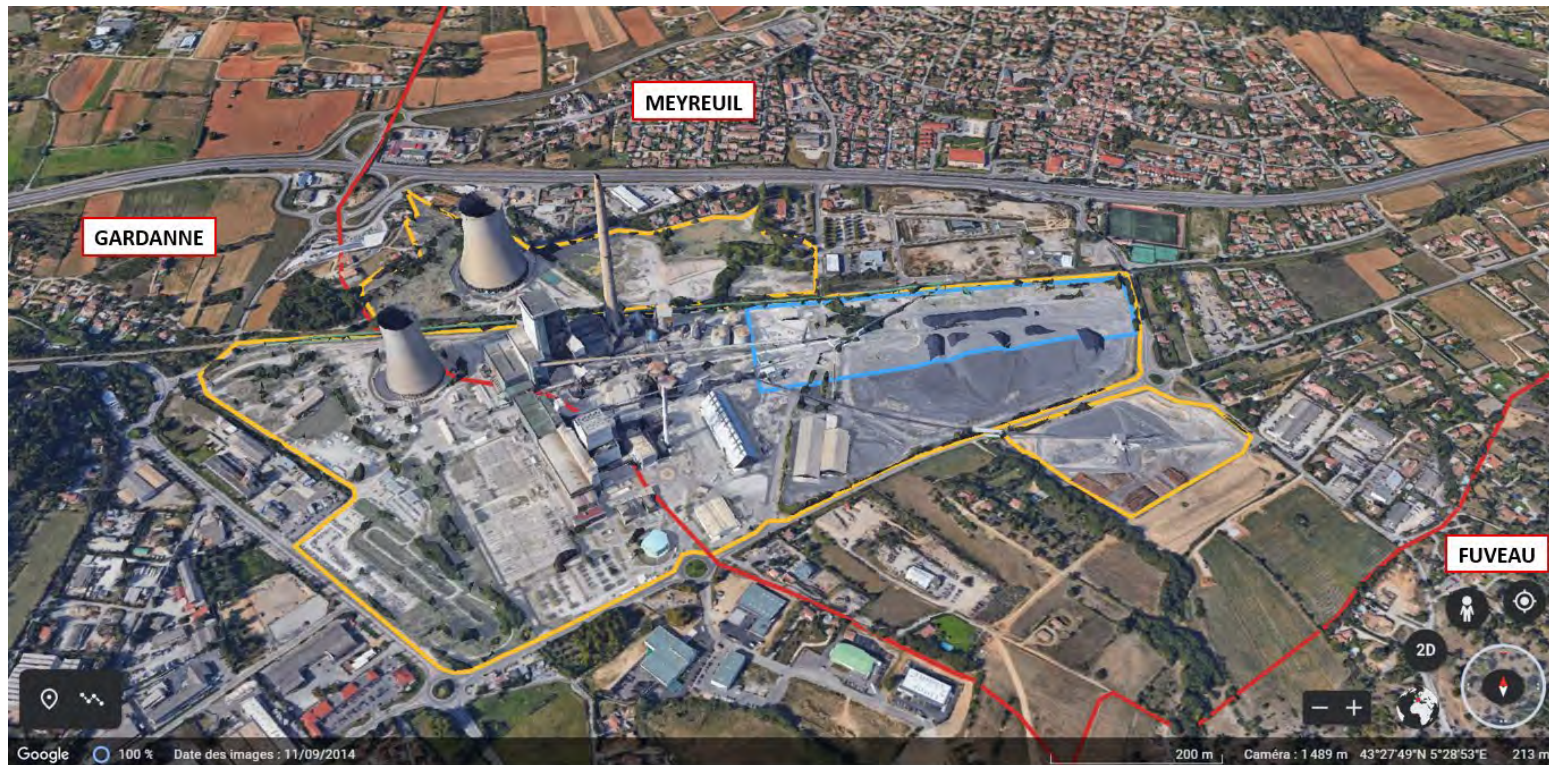 MEYREUIL
GARDANNE
FUVEAU
2D
Google 100 % Date des images : 11/09/2014 200 m Caméra : 1 489 m 43°27'49"N 5°28'53"E 213 m